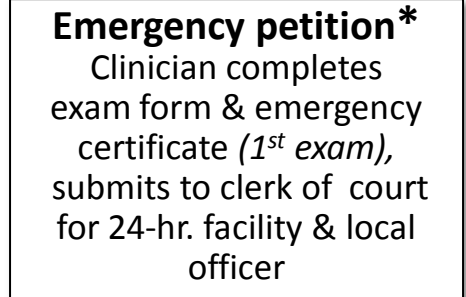 Emergency petition*
Clinician completes
exam form & emergency
certificate (1st exam),
submits to clerk of court
for 24-hr. facility & local
officer